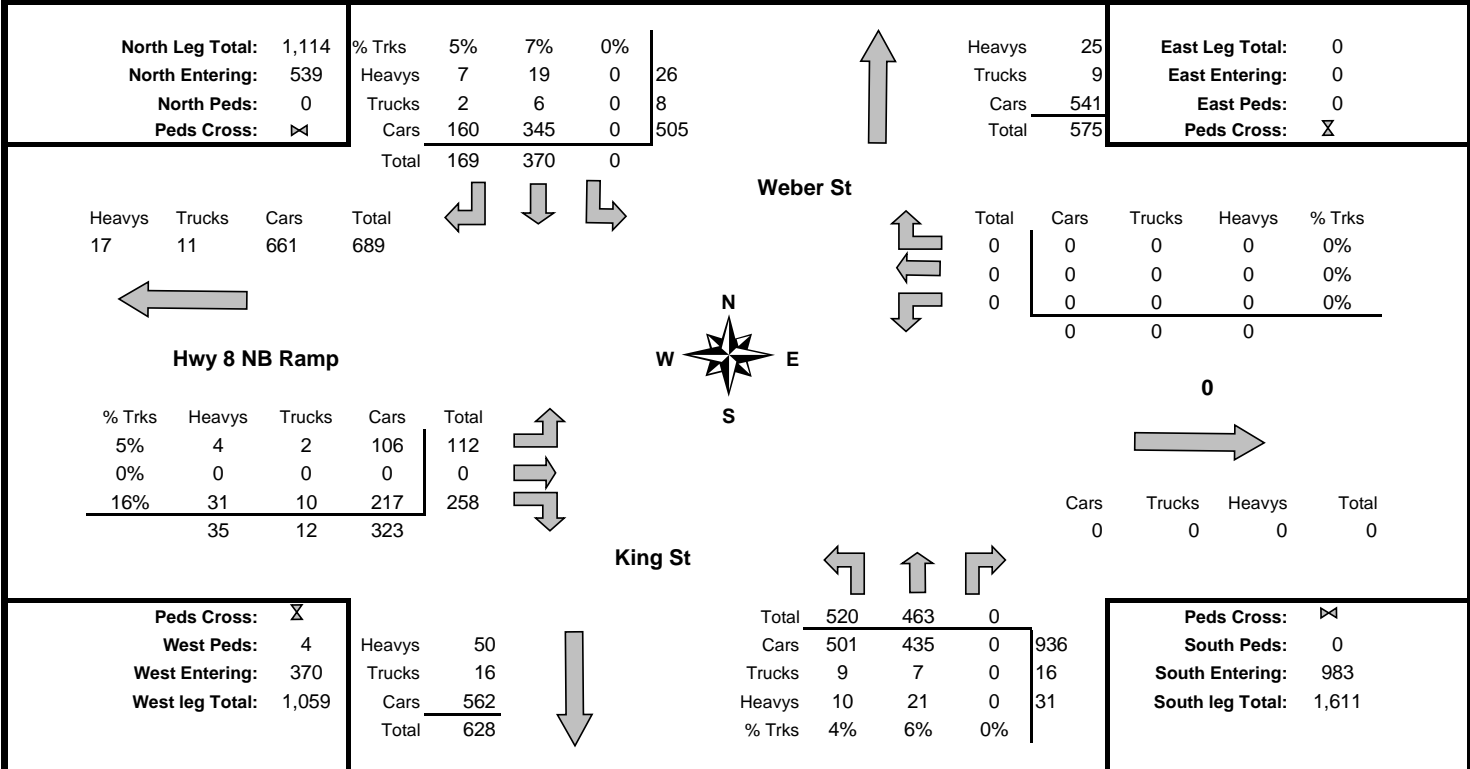 North Leg Total: 1,114
North Entering: 539
North Peds: 0
Peds Cross: ⋈
% Trks 5% 7% 0%
Heavys 7 19 0 26
Trucks 2 6 0 8
Cars 160 345 0 505
Total 169 370 0
Heavys 25
Trucks 9
Cars 541
Total 575
East Leg Total: 0
East Entering: 0
East Peds: 0
Peds Cross: ⧖
Weber St
Heavys Trucks Cars Total
17 11 661 689
Total Cars Trucks Heavys % Trks
0 0 0 0 0%
0 0 0 0 0%
0 0 0 0 0%
0 0 0
Hwy 8 NB Ramp
N
W E
S
0
% Trks Heavys Trucks Cars Total
5% 4 2 106 112
0% 0 0 0 0
16% 31 10 217 258
35 12 323
Cars Trucks Heavys Total
0 0 0 0
King St
Peds Cross: ⧖
West Peds: 4
West Entering: 370
West leg Total: 1,059
Heavys 50
Trucks 16
Cars 562
Total 628
Total 520 463 0
Cars 501 435 0 936
Trucks 9 7 0 16
Heavys 10 21 0 31
% Trks 4% 6% 0%
Peds Cross: ⋈
South Peds: 0
South Entering: 983
South leg Total: 1,611